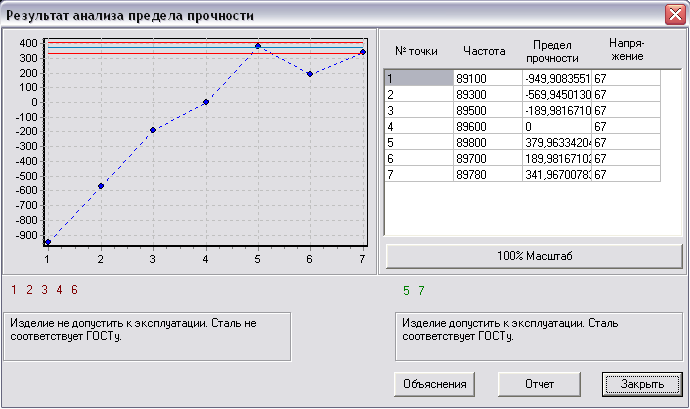 Результат анализа предела прочности
400
300
200
100
0
-100
-200
-300
-400
-500
-600
-700
-800
-900
1 2 3 4 5 6 7
№ точки Частота Предел прочности Напря-жение
1 89100 -949,9083551 67
2 89300 -569,9450130 67
3 89500 -189,9816710 67
4 89600 0 67
5 89800 379,96334204 67
6 89700 189,98167102 67
7 89780 341,96700783 67
100% Масштаб
1 2 3 4 6
5 7
Изделие не допустить к эксплуатации. Сталь не
соответствует ГОСТу.
Изделие допустить к эксплуатации. Сталь
соответствует ГОСТу.
Объяснения Отчет Закрыть